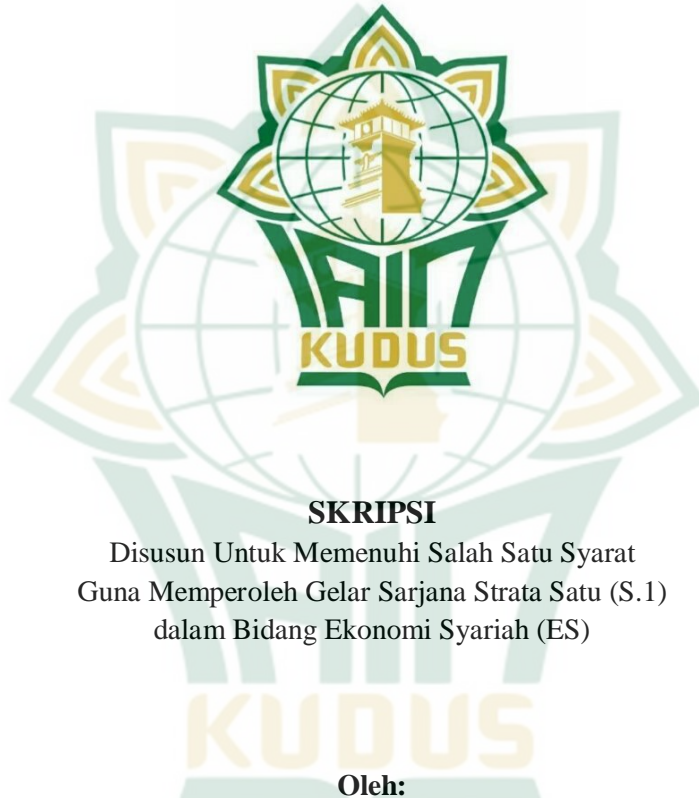 IAIN
KUDUS
SKRIPSI
Disusun Untuk Memenuhi Salah Satu Syarat
Guna Memperoleh Gelar Sarjana Strata Satu (S.1)
dalam Bidang Ekonomi Syariah (ES)
KUDUS
Oleh: